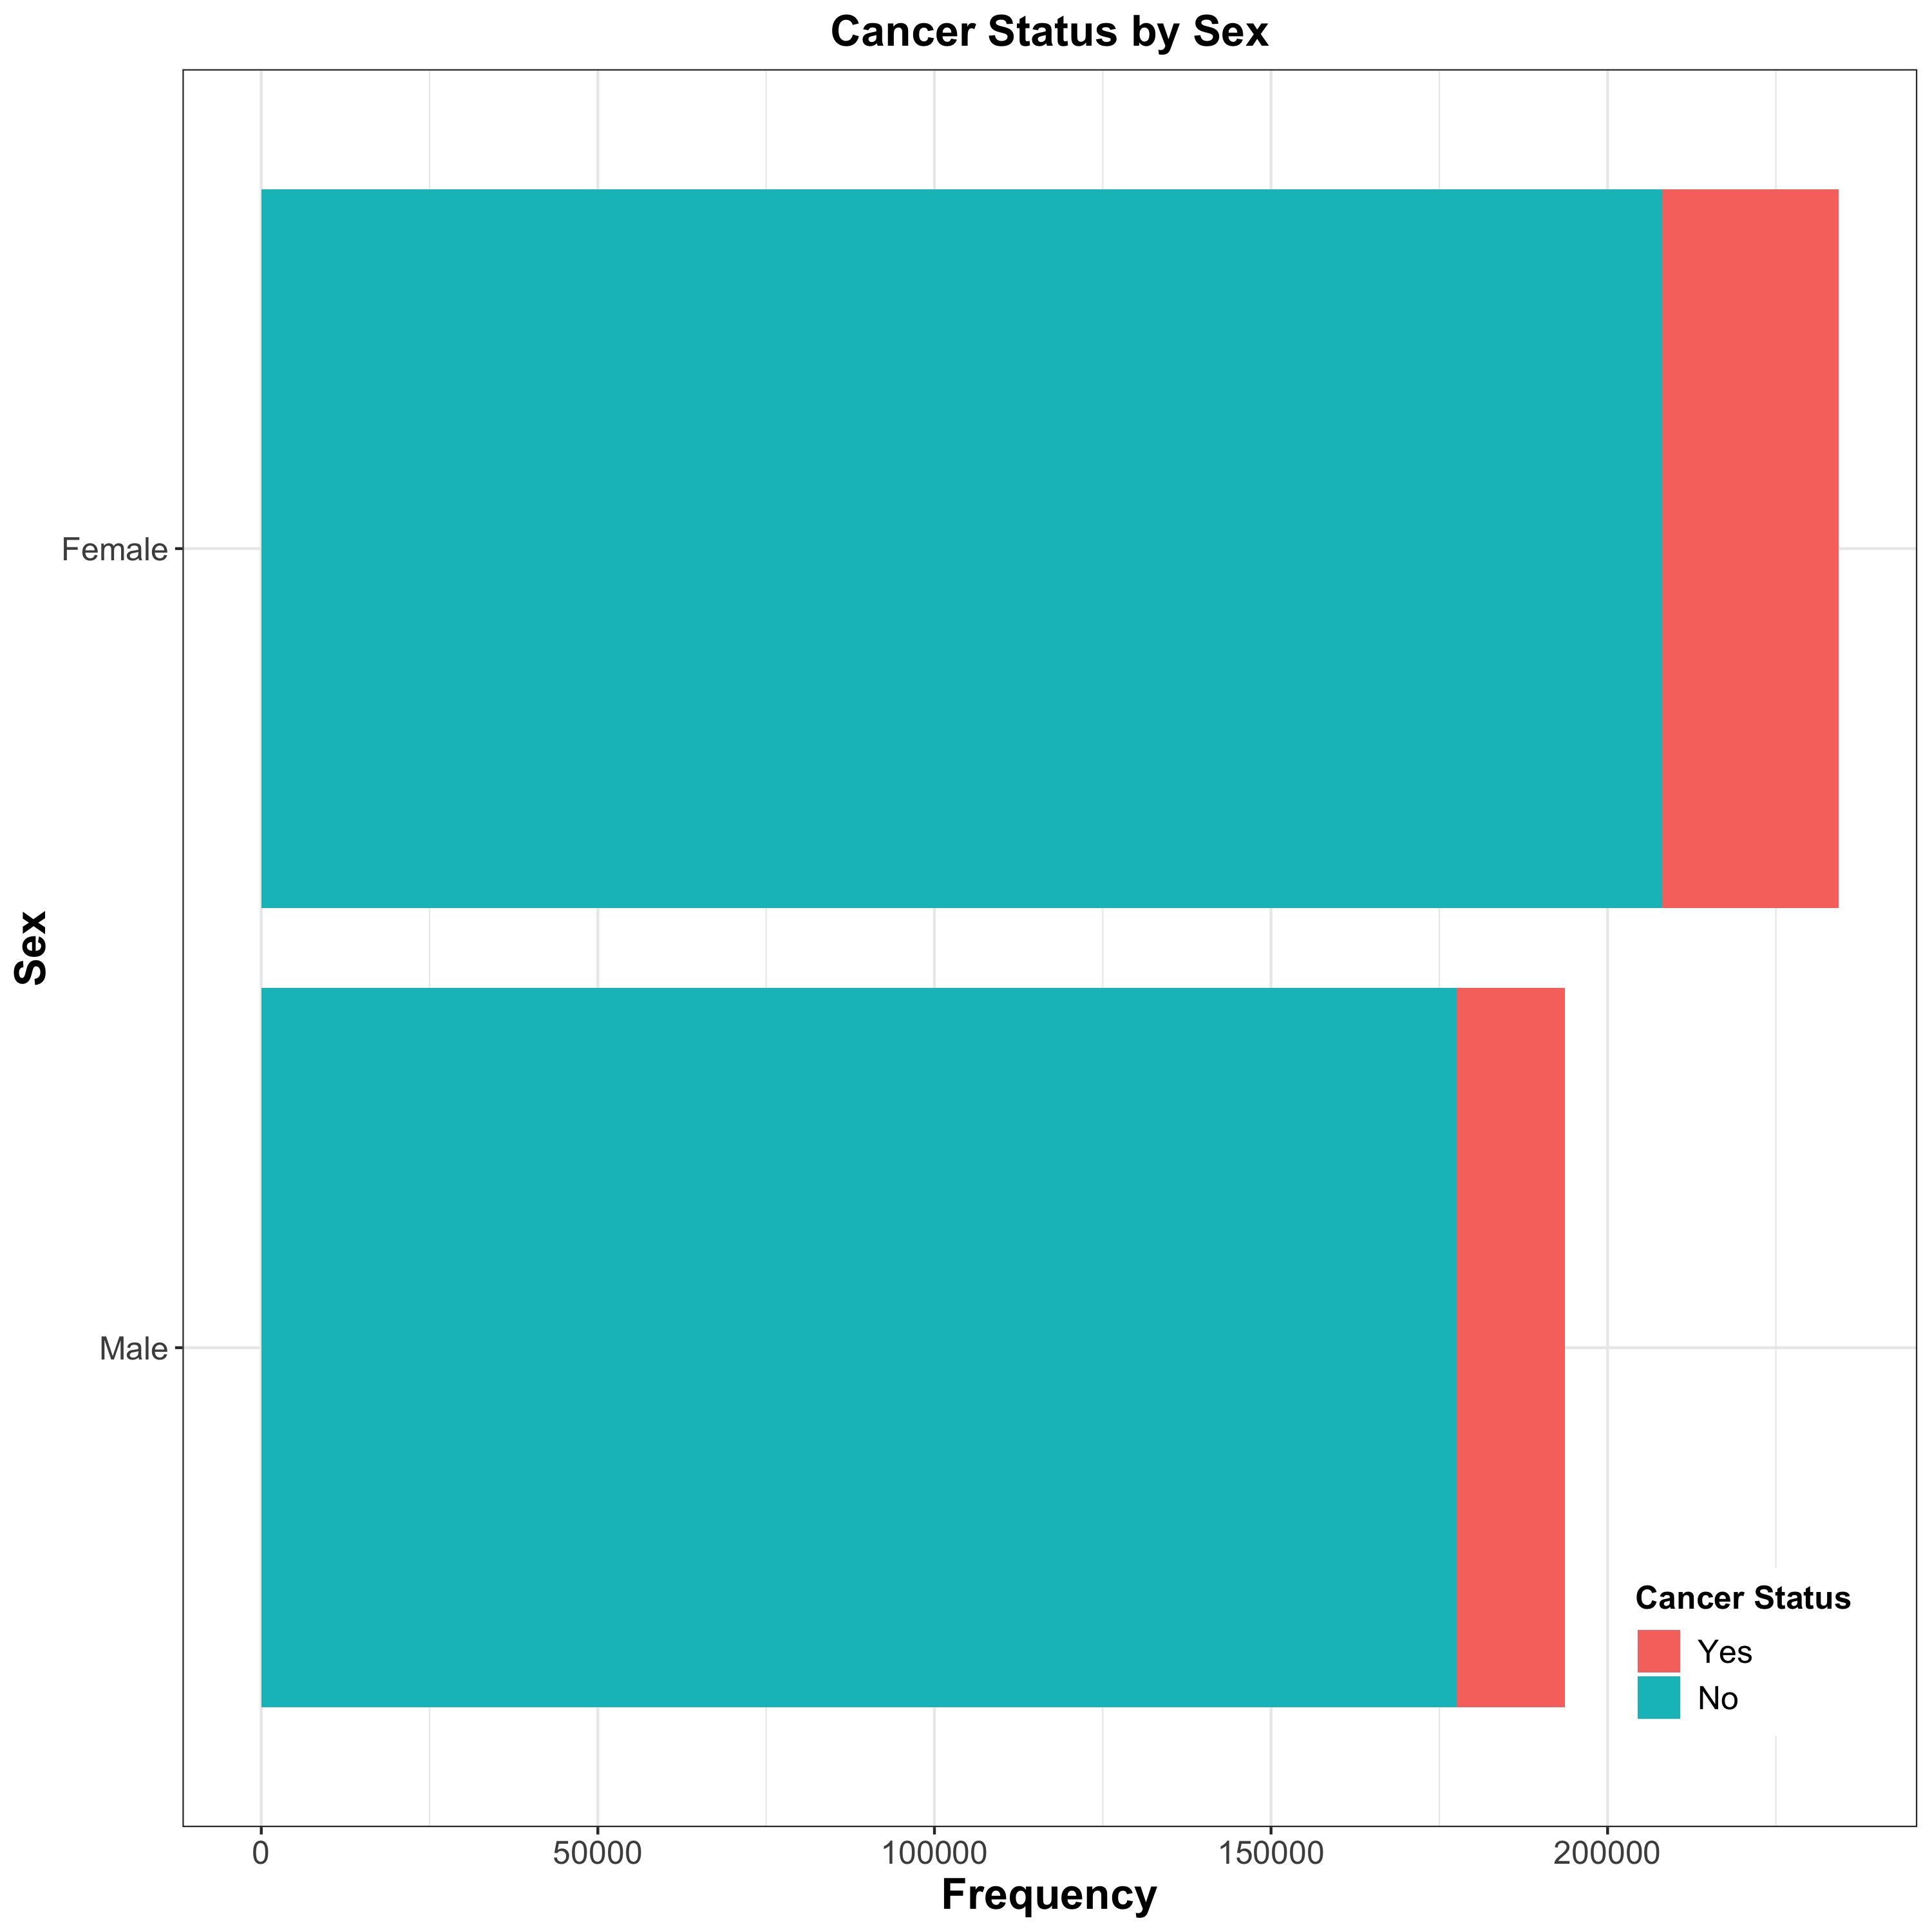 Cancer Status by Sex
Sex
Female
Male
Cancer Status
Yes
No
0 50000 100000 150000 200000
Frequency